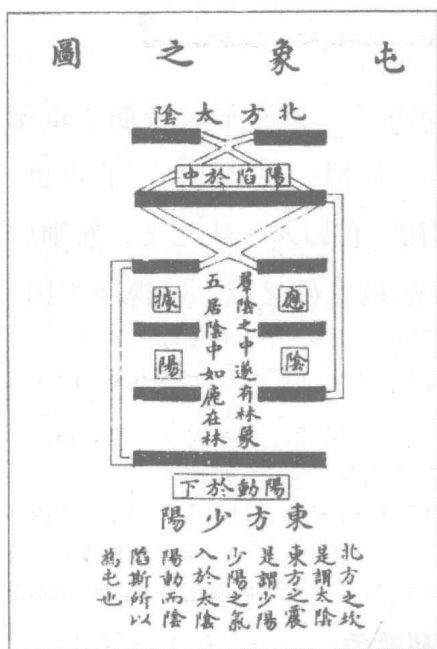 屯象之圖
北方太陰
陽陷於中
應
陰
羣陰之中遂有林象
五居陰中如鹿在林
據
陽
陽動於下
東方少陽
北方之坎
是謂太陰
東方之震
是謂少陽
少陽之氣
入於太陰
陽動而陰
陷斯所以
為屯也